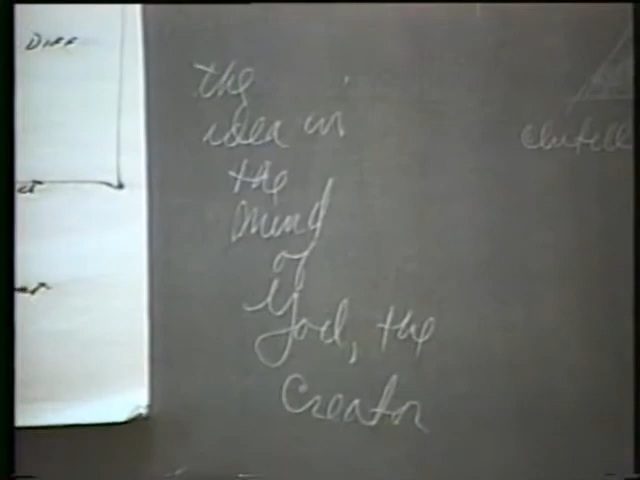 the
idea in
the
mind
of
God, the
Creator